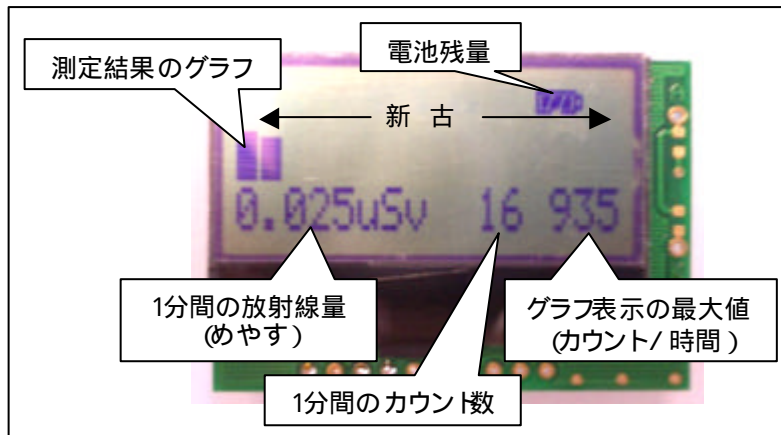 電池残量
測定結果のグラフ
新 古
0.025uSv 16 935
1分間の放射線量
(めやす)
グラフ表示の最大値
(カウント/時間)
1分間のカウント数